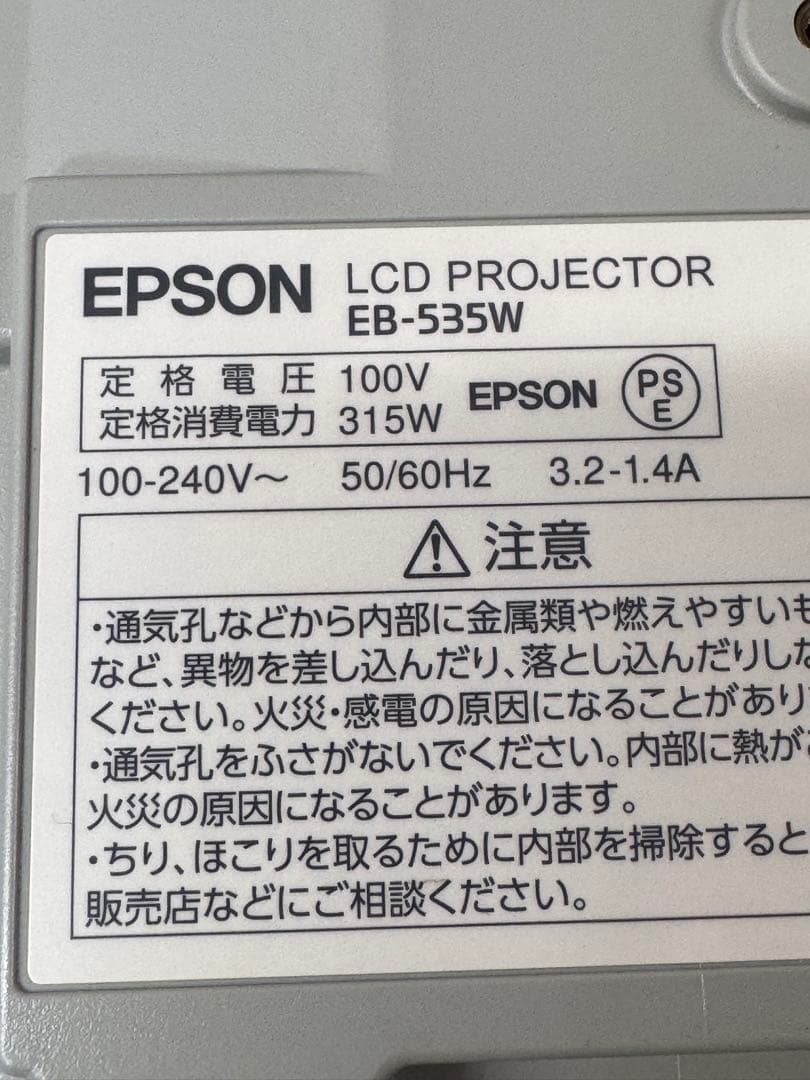 EPSON LCD PROJECTOR
EB-535W
定格電圧 100V EPSON PSE
定格消費電力 315W
100-240V～ 50/60Hz 3.2-1.4A
注意
・通気孔などから内部に金属類や燃えやすいも
など、異物を差し込んだり、落とし込んだりしな
ください。火災・感電の原因になることがあり
・通気孔をふさがないでください。内部に熱が
火災の原因になることがあります。
・ちり、ほこりを取るために内部を掃除すると
販売店などにご相談ください。